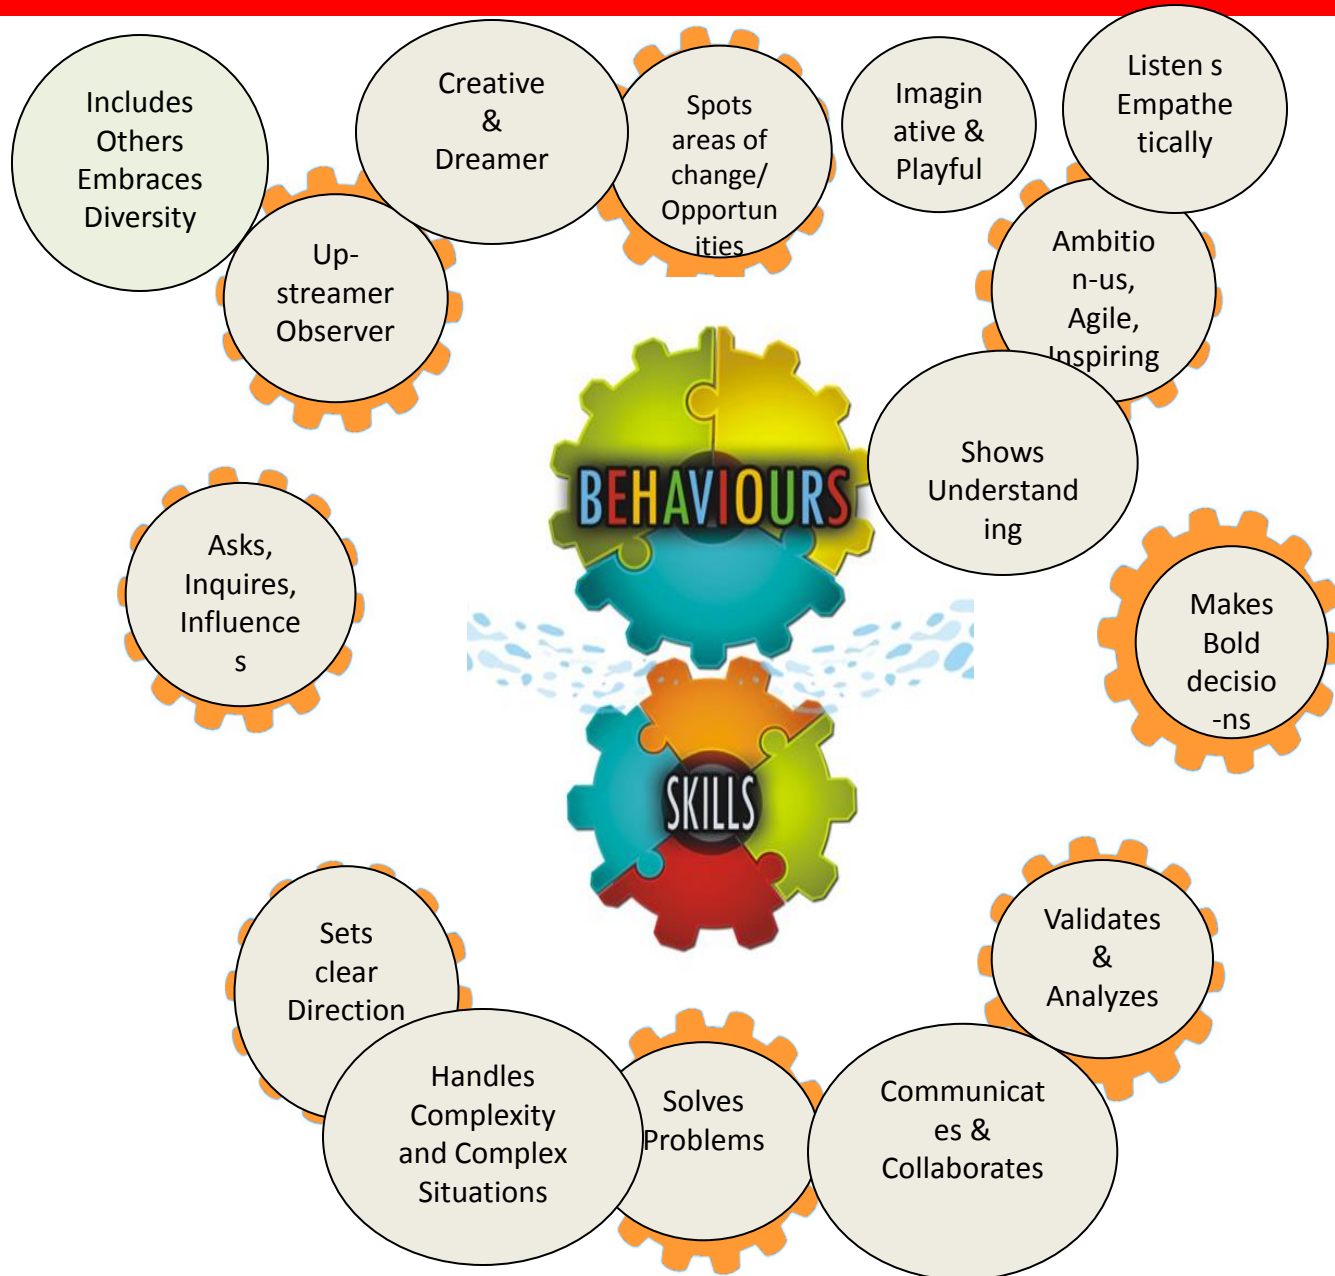 Includes
Others
Embraces
Diversity
Creative
&
Dreamer
Spots
areas of
change/
Opportun
ities
Imagin
ative &
Playful
Listen s
Empathe
tically
Up-
streamer
Observer
Ambitio
n-us,
Agile,
Inspiring
BEHAVIOURS
Shows
Understand
ing
Asks,
Inquires,
Influence
s
Makes
Bold
decisio
-ns
SKILLS
Sets
clear
Direction
Validates
&
Analyzes
Handles
Complexity
and Complex
Situations
Solves
Problems
Communicat
es &
Collaborates